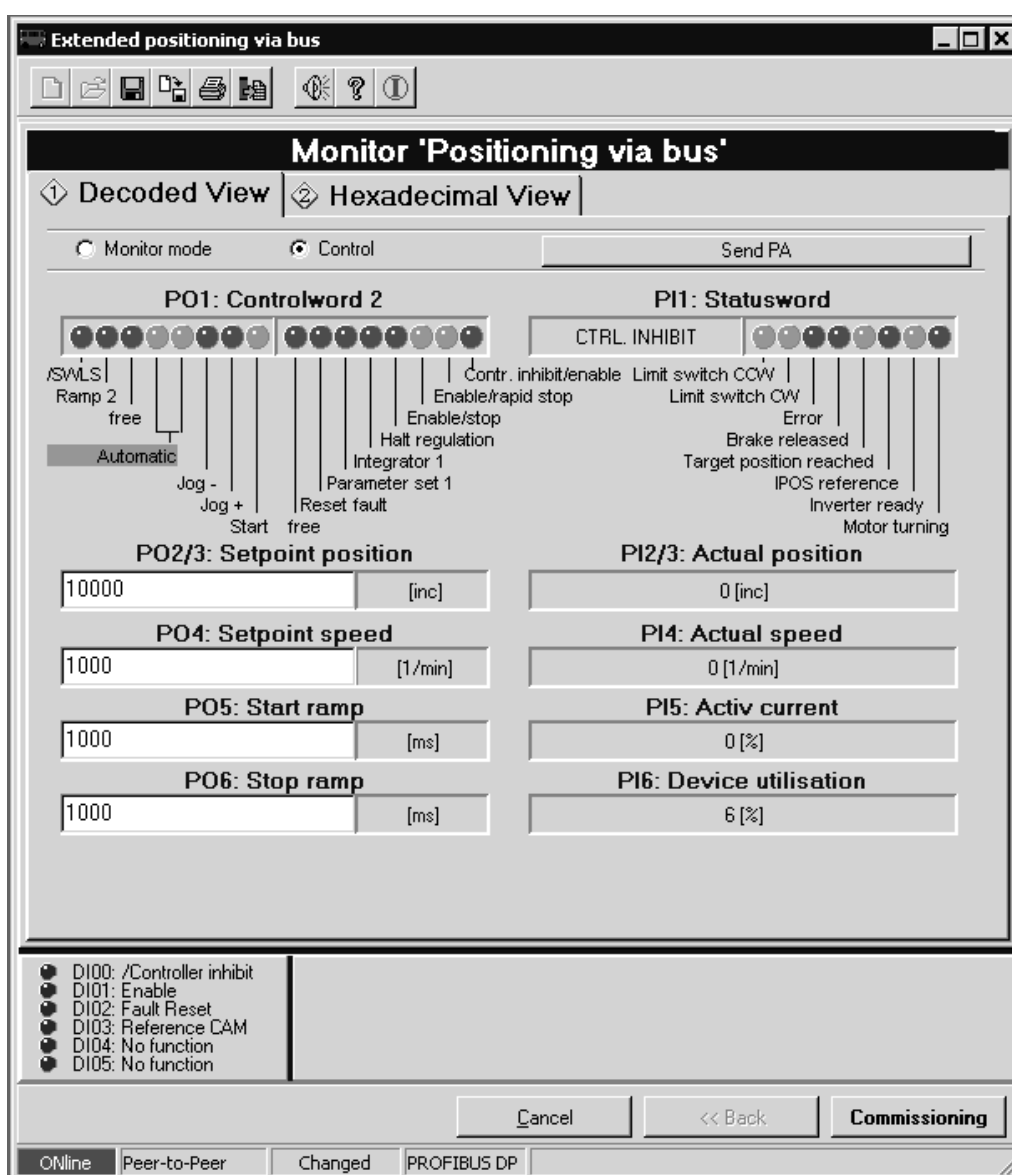 Extended positioning via bus
Monitor 'Positioning via bus'
1 Decoded View
2 Hexadecimal View
Monitor mode
Control
Send PA
PO1: Controlword 2
/SWLS
Ramp 2
free
Automatic
Jog -
Jog +
Start
free
Reset fault
Parameter set 1
Integrator 1
Halt regulation
Enable/stop
Enable/rapid stop
Contr. inhibit/enable
PI1: Statusword
CTRL. INHIBIT
Limit switch CCW
Limit switch CW
Error
Brake released
Target position reached
IPOS reference
Inverter ready
Motor turning
PO2/3: Setpoint position
10000 [inc]
PI2/3: Actual position
0 [inc]
PO4: Setpoint speed
1000 [1/min]
PI4: Actual speed
0 [1/min]
PO5: Start ramp
1000 [ms]
PI5: Activ current
0 [%]
PO6: Stop ramp
1000 [ms]
PI6: Device utilisation
6 [%]
DI00: /Controller inhibit
DI01: Enable
DI02: Fault Reset
DI03: Reference CAM
DI04: No function
DI05: No function
Cancel
<< Back
Commissioning
ONline
Peer-to-Peer
Changed
PROFIBUS DP